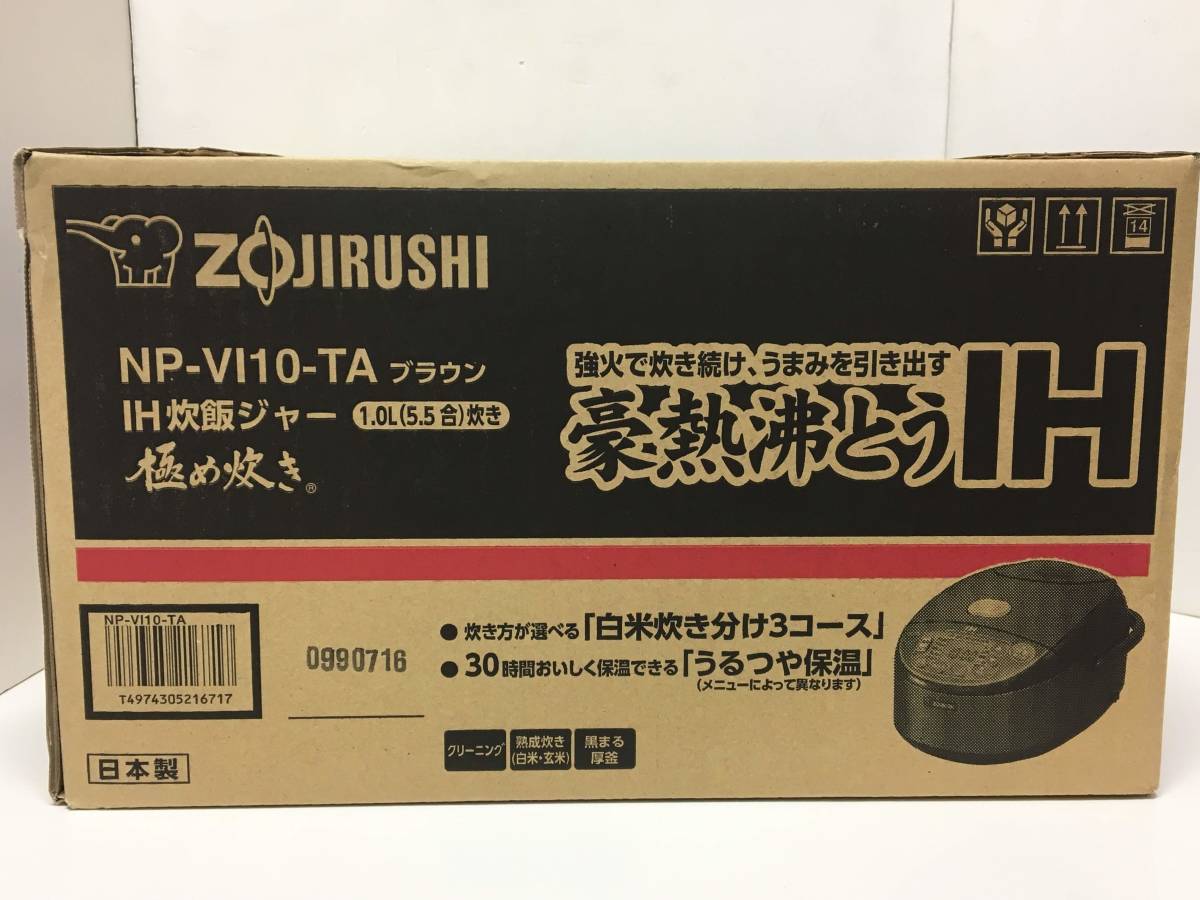 ZOJIRUSHI
14
NP-VI10-TA ブラウン
IH炊飯ジャー 1.0L(5.5合)炊き
極め炊き®
強火で炊き続け、うまみを引き出す
豪熱沸とうIH
NP-VI10-TA
T4974305216717
0990716
● 炊き方が選べる「白米炊き分け3コース」
● 30時間おいしく保温できる「うるつや保温」
(メニューによって異なります)
クリーニング
熟成炊き
(白米・玄米)
黒まる
厚釜
日本製